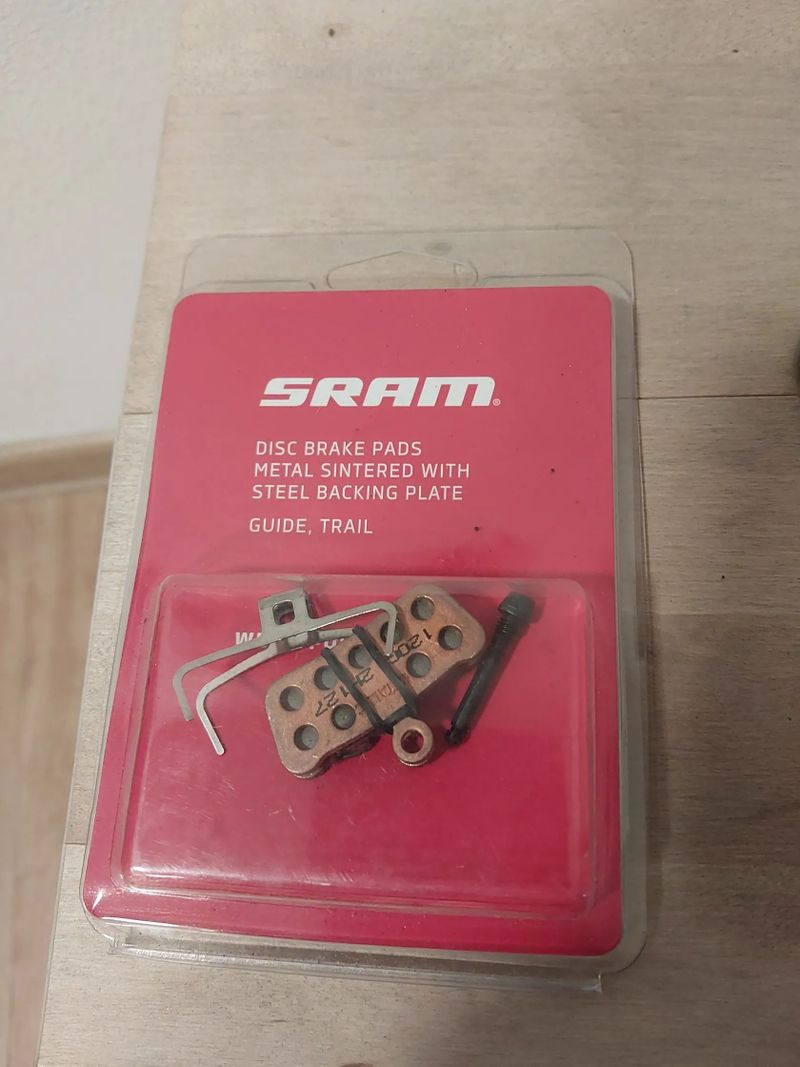 SRAM®
DISC BRAKE PADS
METAL SINTERED WITH
STEEL BACKING PLATE
GUIDE, TRAIL